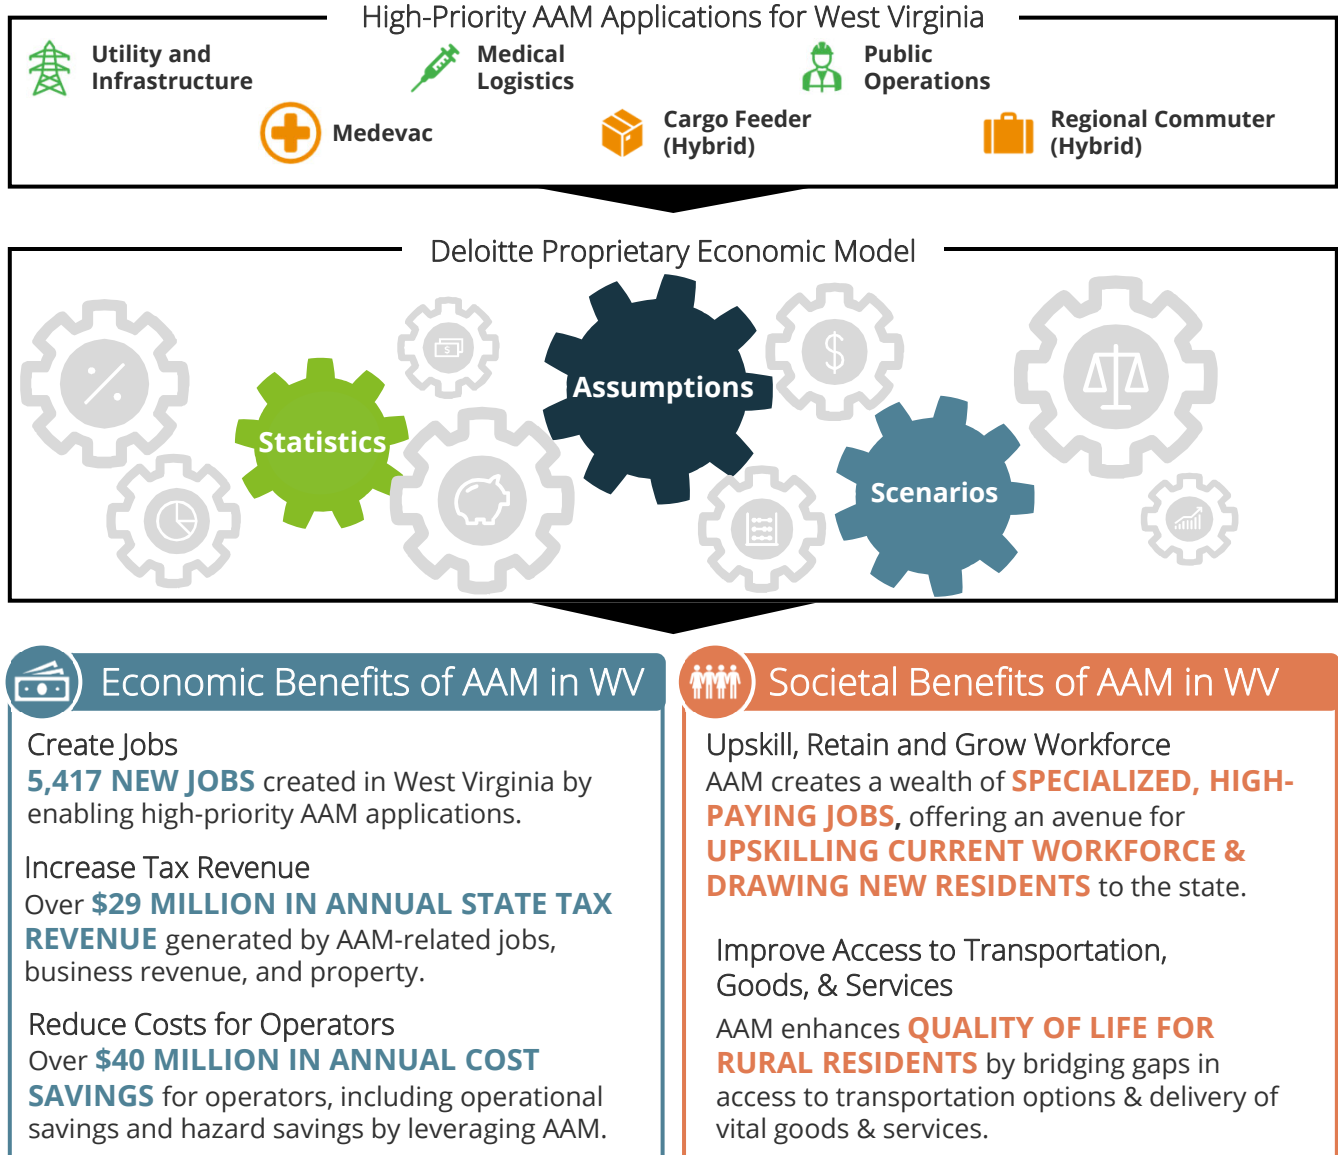 High-Priority AAM Applications for West Virginia
Utility and
Infrastructure
Medical
Logistics
Public
Operations
Medevac
Cargo Feeder
(Hybrid)
Regional Commuter
(Hybrid)
Deloitte Proprietary Economic Model
Statistics
Assumptions
Scenarios
Economic Benefits of AAM in WV
Create Jobs
5,417 NEW JOBS created in West Virginia by
enabling high-priority AAM applications.
Increase Tax Revenue
Over $29 MILLION IN ANNUAL STATE TAX
REVENUE generated by AAM-related jobs,
business revenue, and property.
Reduce Costs for Operators
Over $40 MILLION IN ANNUAL COST
SAVINGS for operators, including operational
savings and hazard savings by leveraging AAM.
Societal Benefits of AAM in WV
Upskill, Retain and Grow Workforce
AAM creates a wealth of SPECIALIZED, HIGH-
PAYING JOBS, offering an avenue for
UPSKILLING CURRENT WORKFORCE &
DRAWING NEW RESIDENTS to the state.
Improve Access to Transportation,
Goods, & Services
AAM enhances QUALITY OF LIFE FOR
RURAL RESIDENTS by bridging gaps in
access to transportation options & delivery of
vital goods & services.